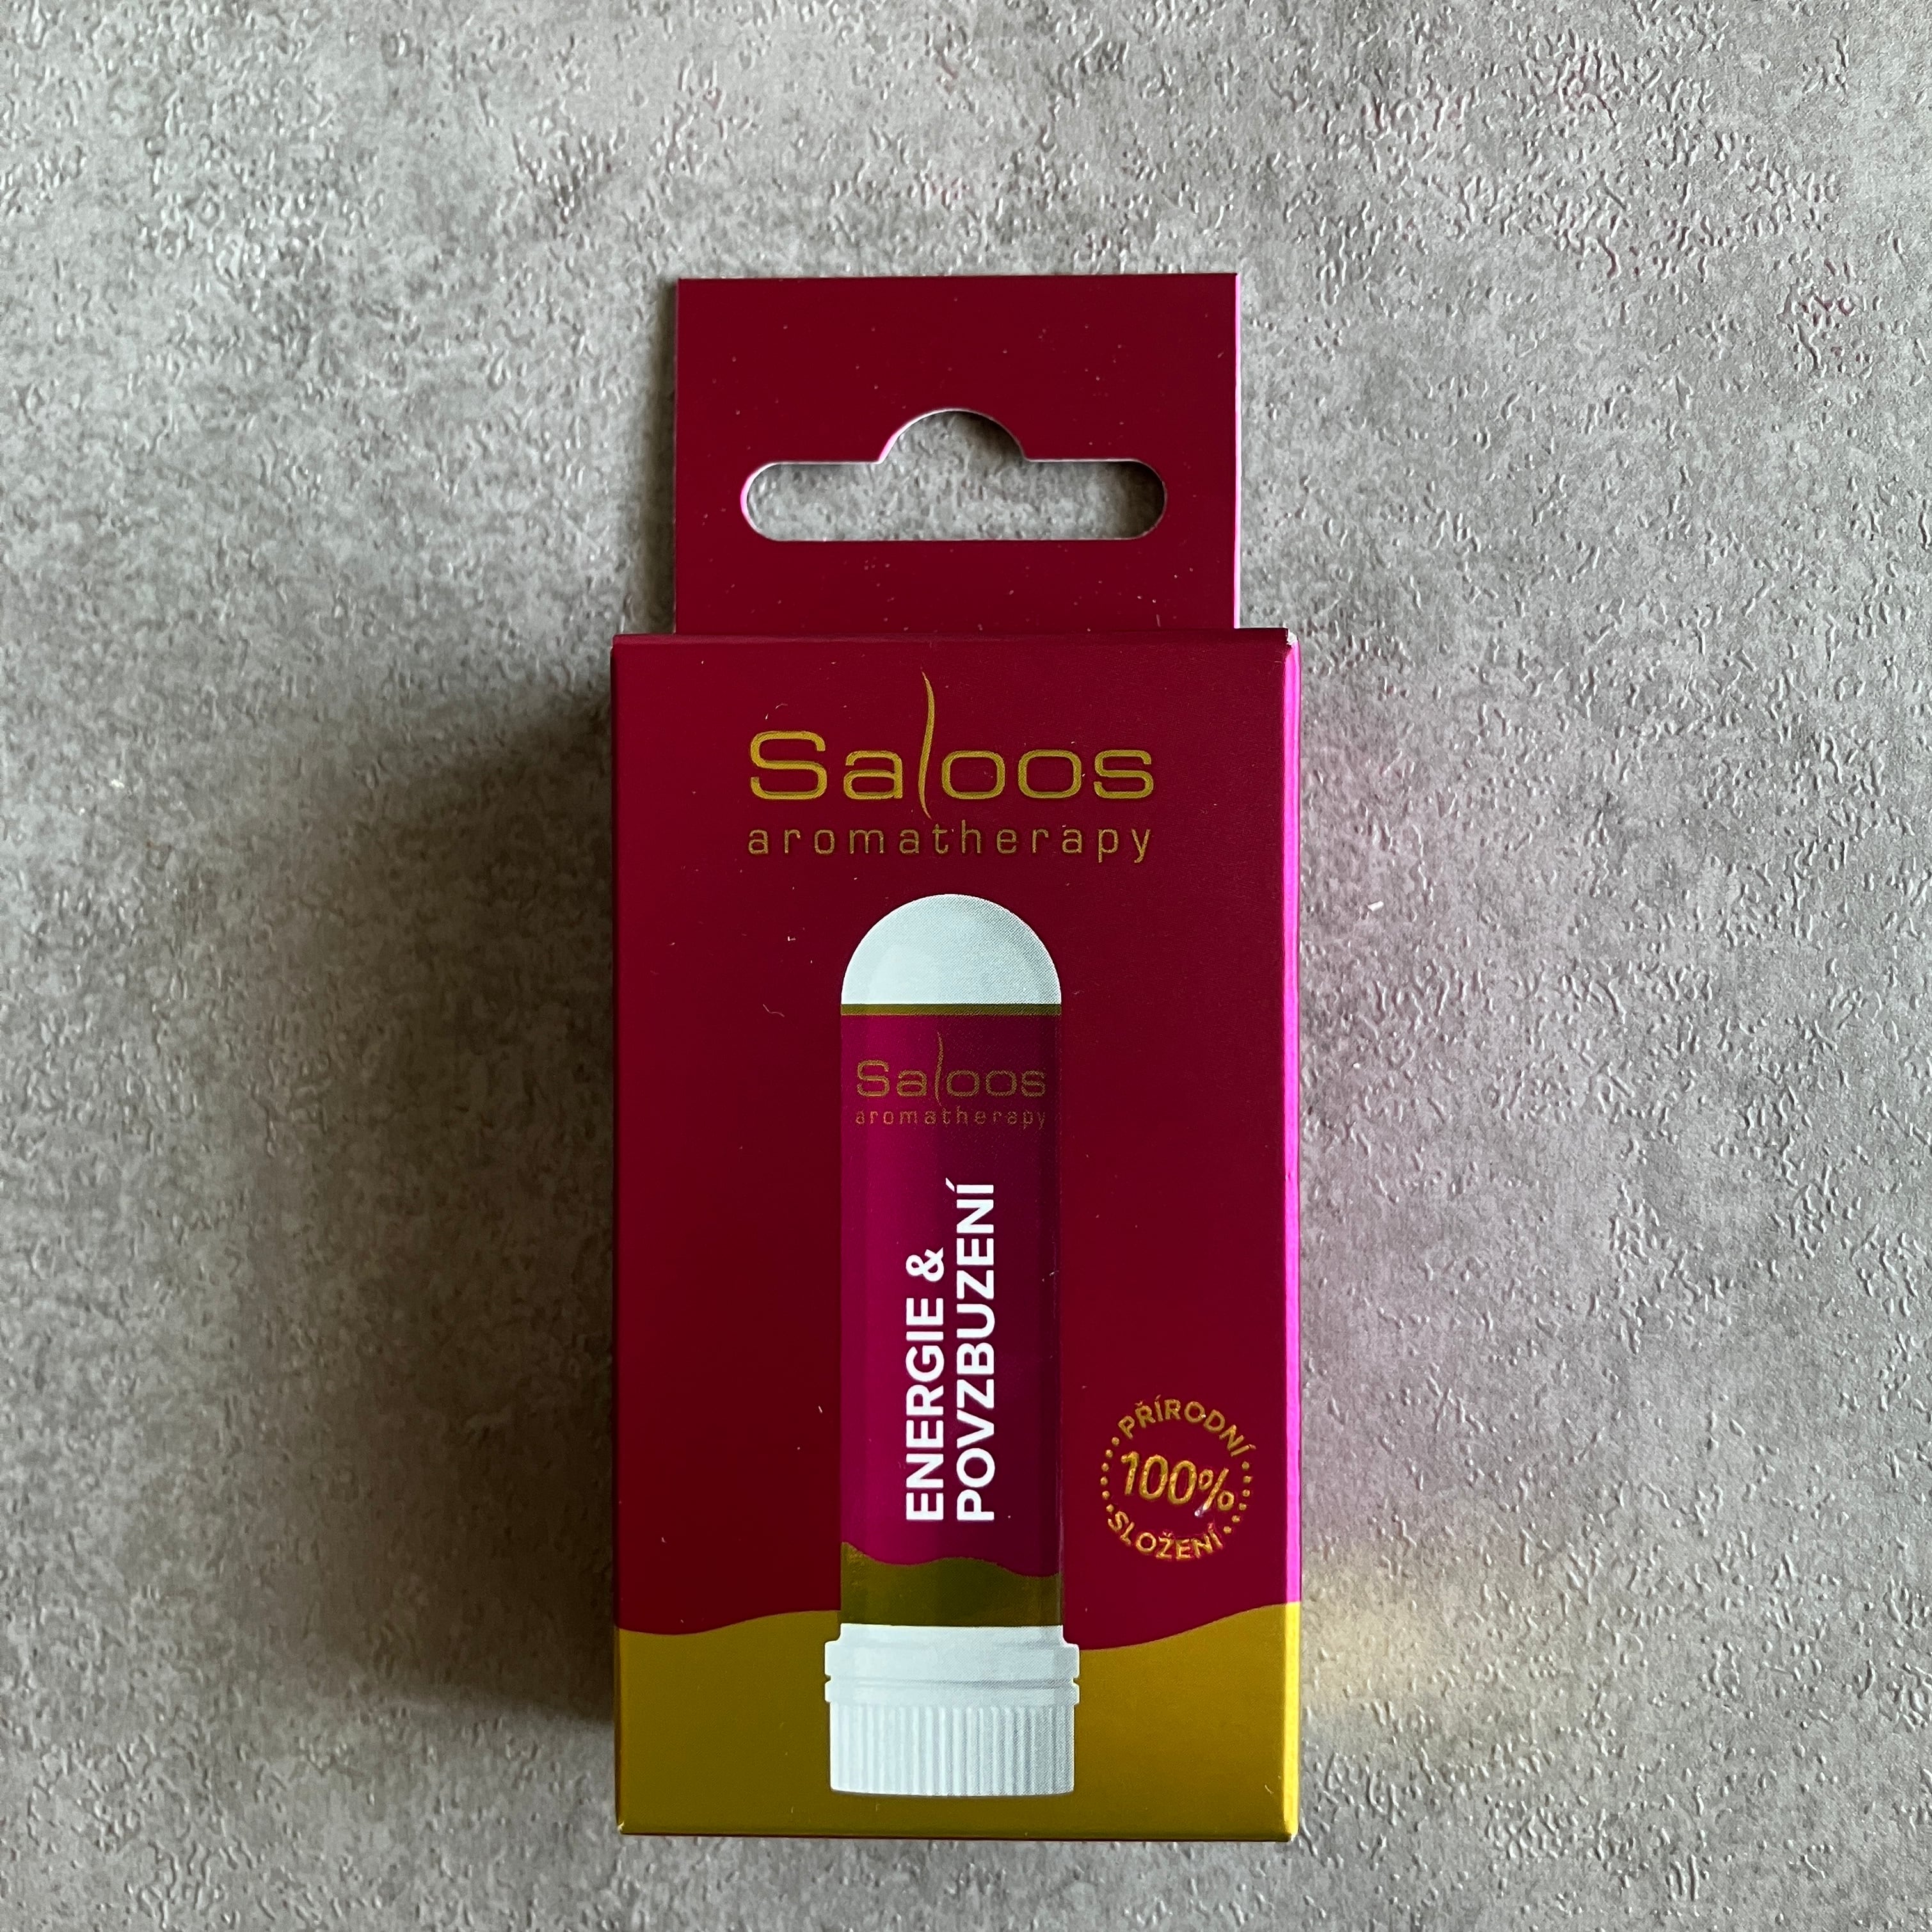 Saloos
aromatherapy
Saloos
aromatherapy
ENERGIE &
POVZBUZENÍ
PŘÍRODNÍ
100%
SLOŽENÍ